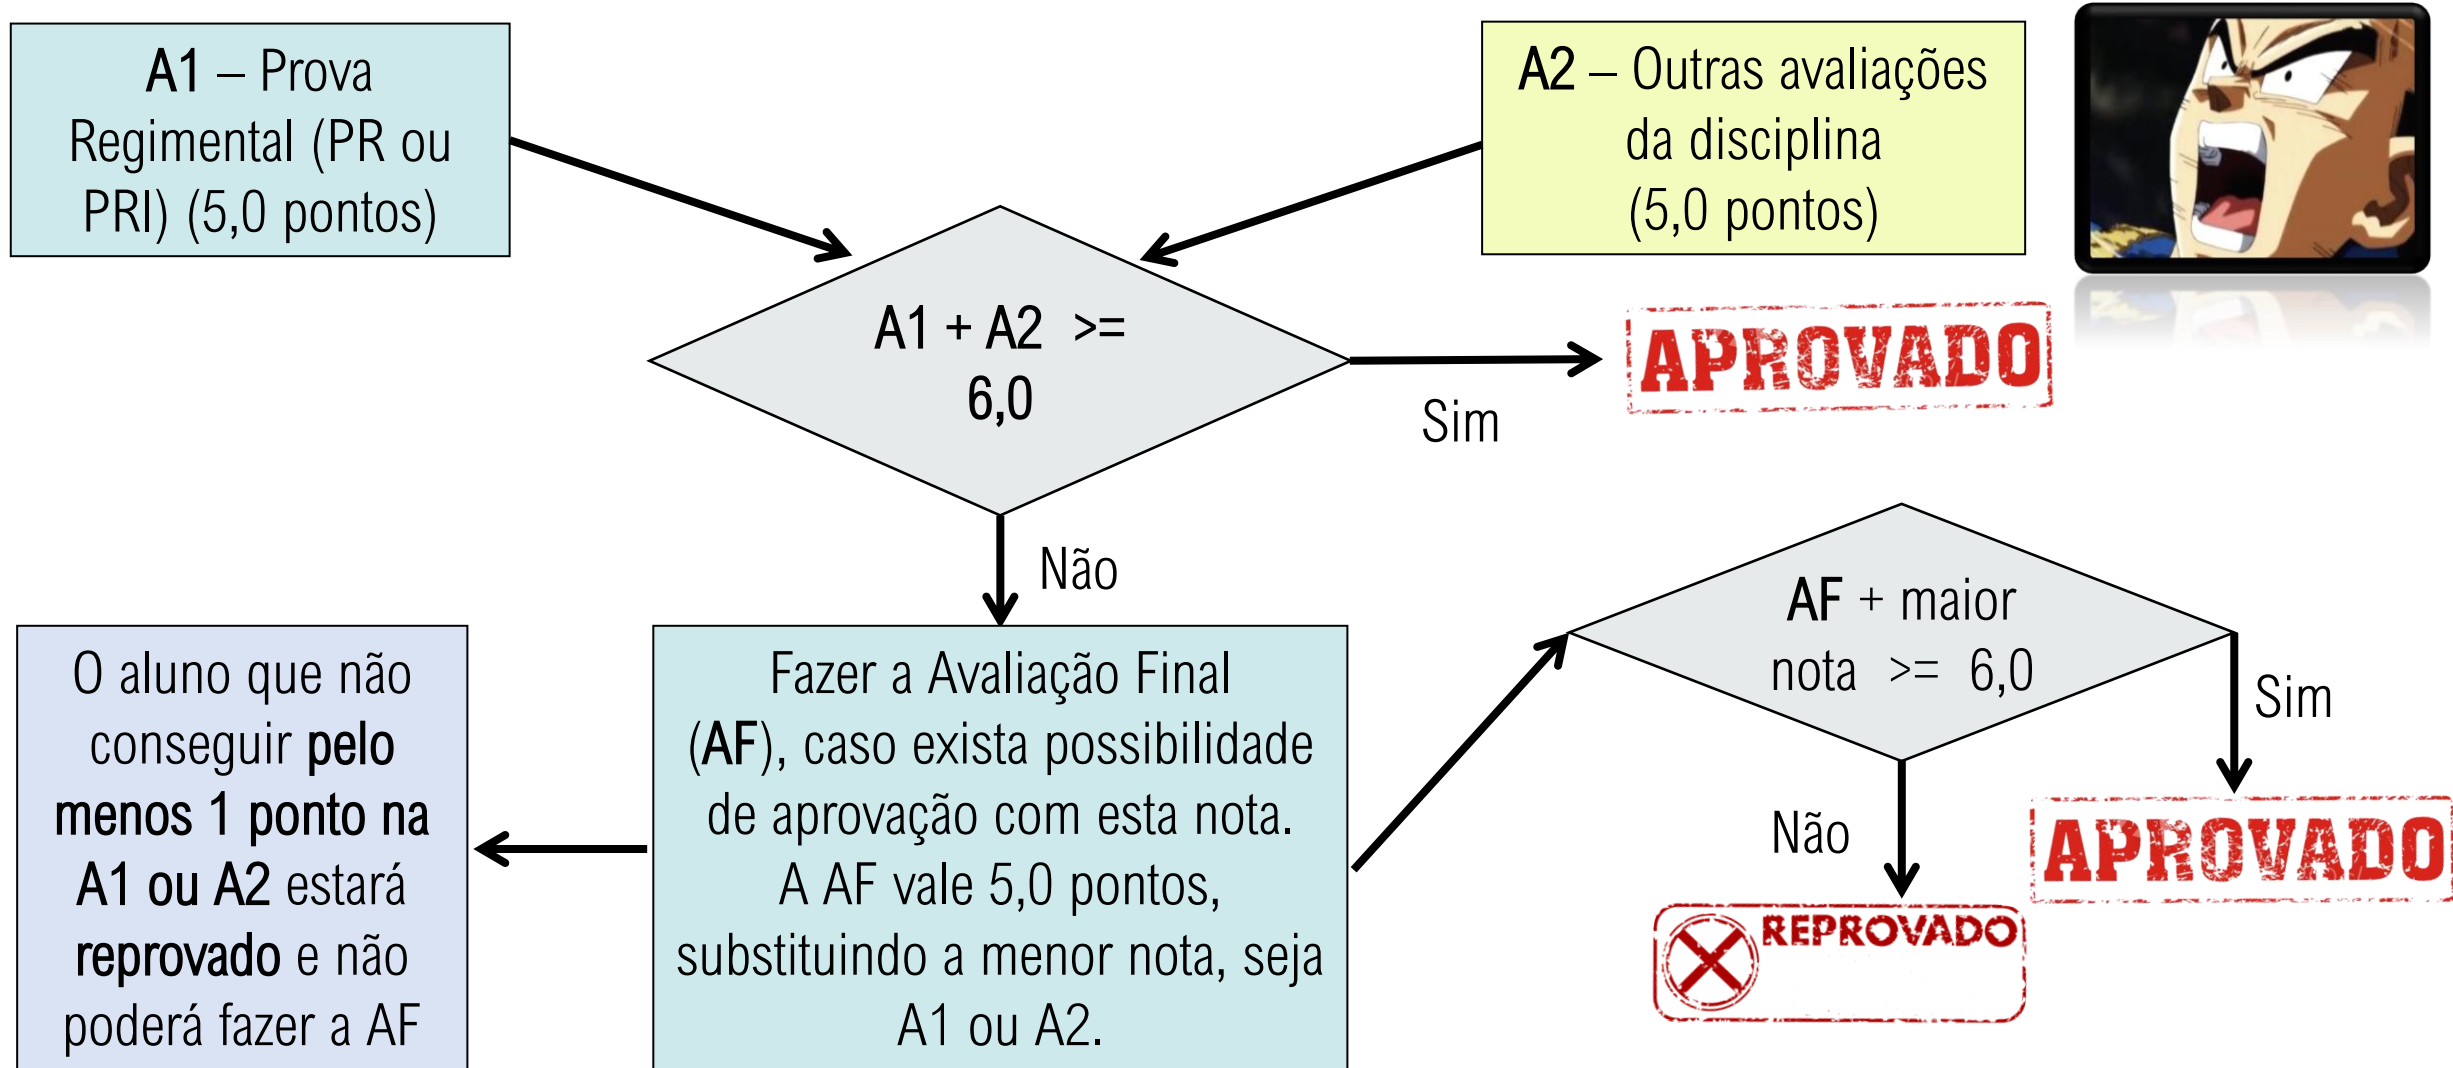 A1 – Prova
Regimental (PR ou
PRI) (5,0 pontos)
A2 – Outras avaliações
da disciplina
(5,0 pontos)
A1 + A2 >=
6,0
Sim
APROVADO
Não
O aluno que não
conseguir pelo
menos 1 ponto na
A1 ou A2 estará
reprovado e não
poderá fazer a AF
Fazer a Avaliação Final
(AF), caso exista possibilidade
de aprovação com esta nota.
A AF vale 5,0 pontos,
substituindo a menor nota, seja
A1 ou A2.
AF + maior
nota >= 6,0
Sim
Não
APROVADO
REPROVADO